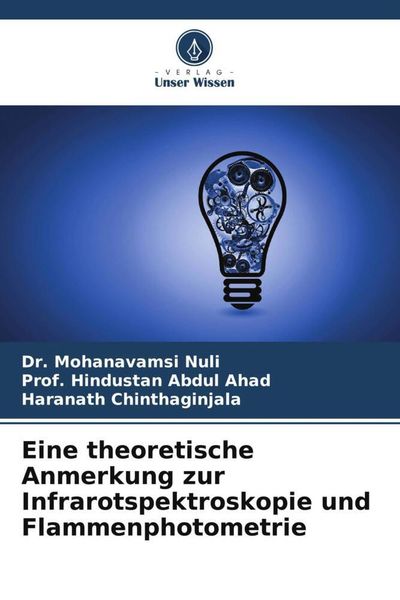 - VERLAG -
Unser Wissen
Dr. Mohanavamsi Nuli
Prof. Hindustan Abdul Ahad
Haranath Chinthaginjala
Eine theoretische
Anmerkung zur
Infrarotspektroskopie und
Flammenphotometrie